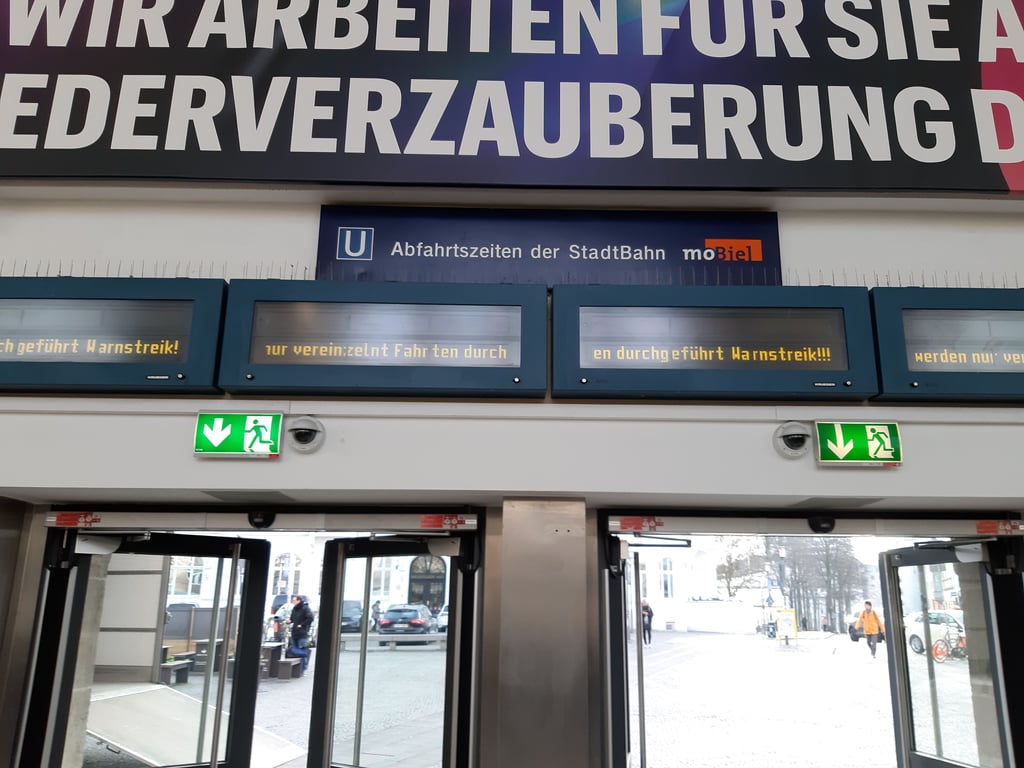 WIR ARBEITEN FÜR SIE A
EDERVERZAUBERUNG D
U Abfahrtszeiten der StadtBahn moBiel
ch geführt Warnstreik!
nur vereinzelnt Fahrten durch
en durchgeführt Warnstreik!!!
werden nur ver